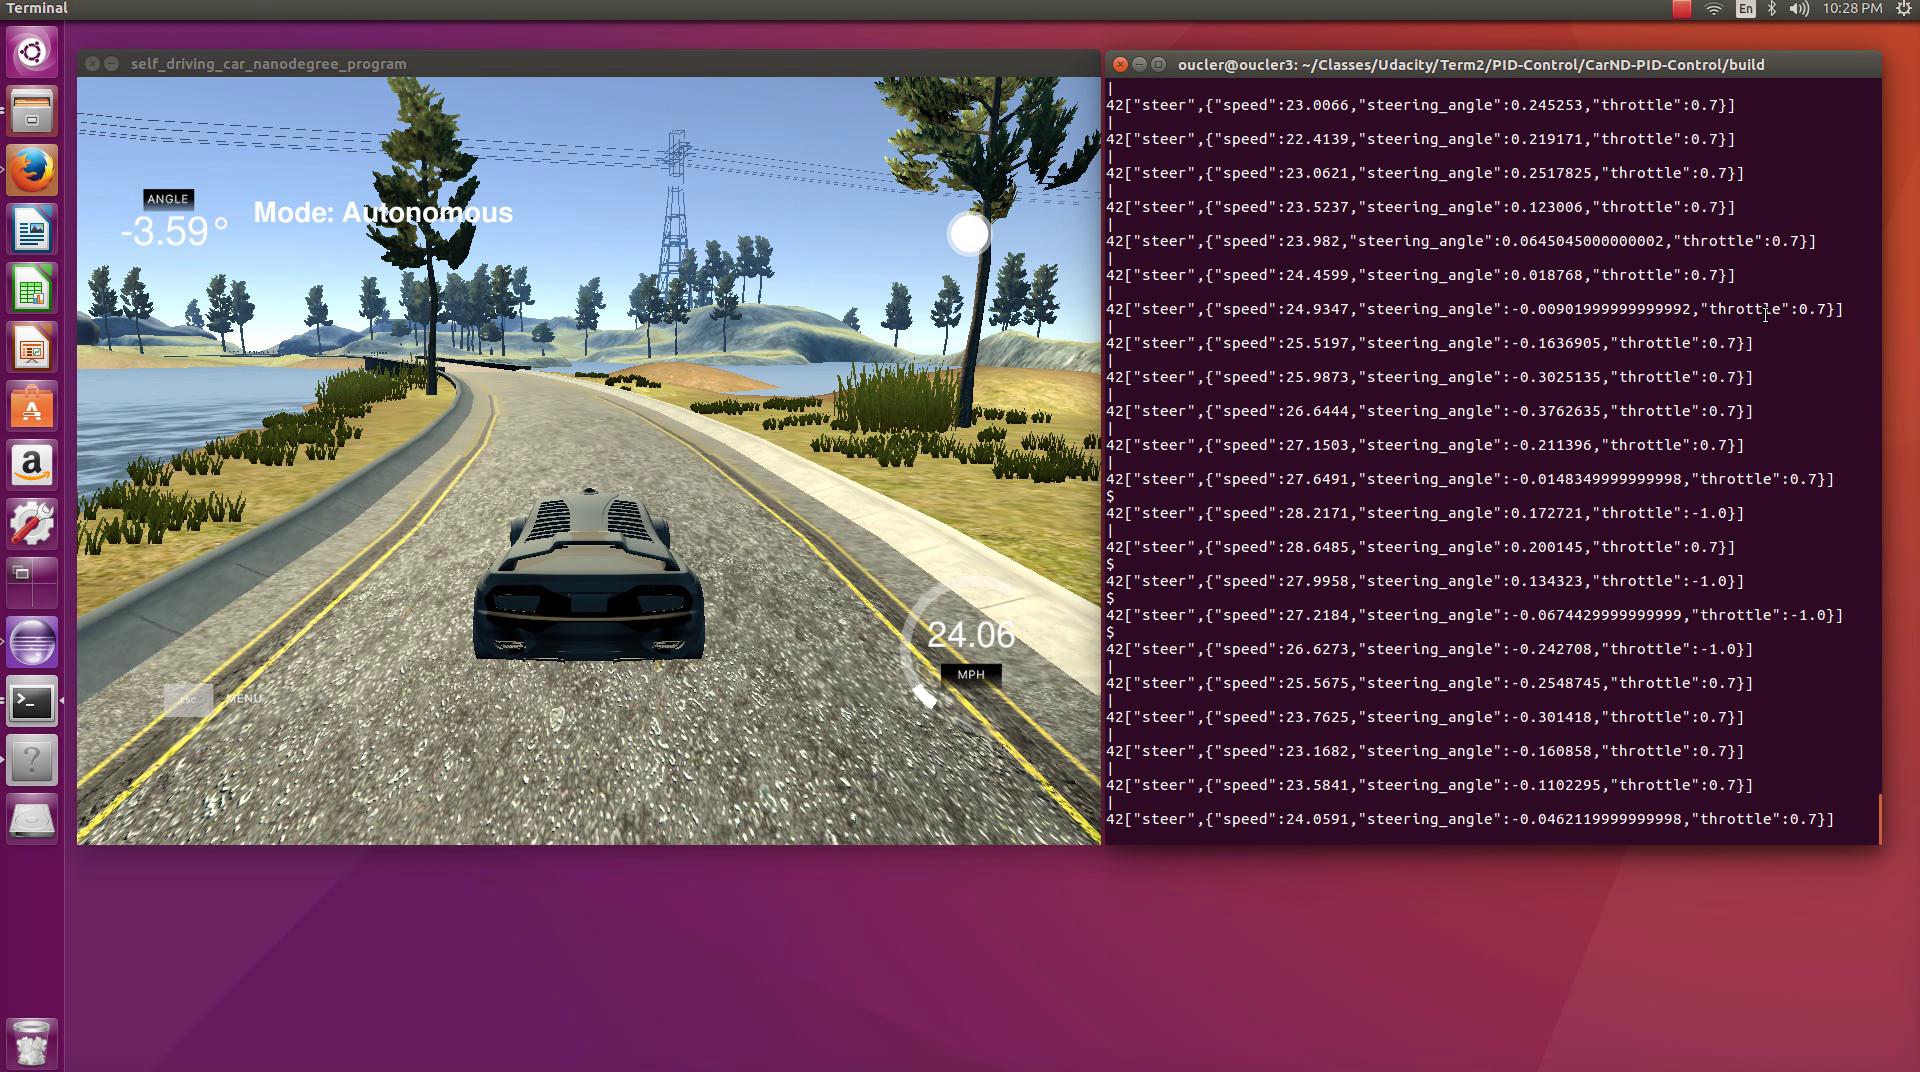 Terminal
En
10:28 PM
self_driving_car_nanodegree_program
ANGLE
-3.59°
Mode: Autonomous
24.06
MPH
esc
MENU
oucler@oucler3: ~/Classes/Udacity/Term2/PID-Control/CarND-PID-Control/build
|
42["steer",{"speed":23.0066,"steering_angle":0.245253,"throttle":0.7}]
|
42["steer",{"speed":22.4139,"steering_angle":0.219171,"throttle":0.7}]
|
42["steer",{"speed":23.0621,"steering_angle":0.2517825,"throttle":0.7}]
|
42["steer",{"speed":23.5237,"steering_angle":0.123006,"throttle":0.7}]
|
42["steer",{"speed":23.982,"steering_angle":0.0645045000000002,"throttle":0.7}]
|
42["steer",{"speed":24.4599,"steering_angle":0.018768,"throttle":0.7}]
|
42["steer",{"speed":24.9347,"steering_angle":-0.00901999999999992,"throttle":0.7}]
|
42["steer",{"speed":25.5197,"steering_angle":-0.1636905,"throttle":0.7}]
|
42["steer",{"speed":25.9873,"steering_angle":-0.3025135,"throttle":0.7}]
|
42["steer",{"speed":26.6444,"steering_angle":-0.3762635,"throttle":0.7}]
|
42["steer",{"speed":27.1503,"steering_angle":-0.211396,"throttle":0.7}]
|
42["steer",{"speed":27.6491,"steering_angle":-0.0148349999999998,"throttle":0.7}]
$
42["steer",{"speed":28.2171,"steering_angle":0.172721,"throttle":-1.0}]
|
42["steer",{"speed":28.6485,"steering_angle":0.200145,"throttle":0.7}]
$
42["steer",{"speed":27.9958,"steering_angle":0.134323,"throttle":-1.0}]
$
42["steer",{"speed":27.2184,"steering_angle":-0.0674429999999999,"throttle":-1.0}]
$
42["steer",{"speed":26.6273,"steering_angle":-0.242708,"throttle":-1.0}]
|
42["steer",{"speed":25.5675,"steering_angle":-0.2548745,"throttle":0.7}]
|
42["steer",{"speed":23.7625,"steering_angle":-0.301418,"throttle":0.7}]
|
42["steer",{"speed":23.1682,"steering_angle":-0.160858,"throttle":0.7}]
|
42["steer",{"speed":23.5841,"steering_angle":-0.1102295,"throttle":0.7}]
|
42["steer",{"speed":24.0591,"steering_angle":-0.0462119999999998,"throttle":0.7}]